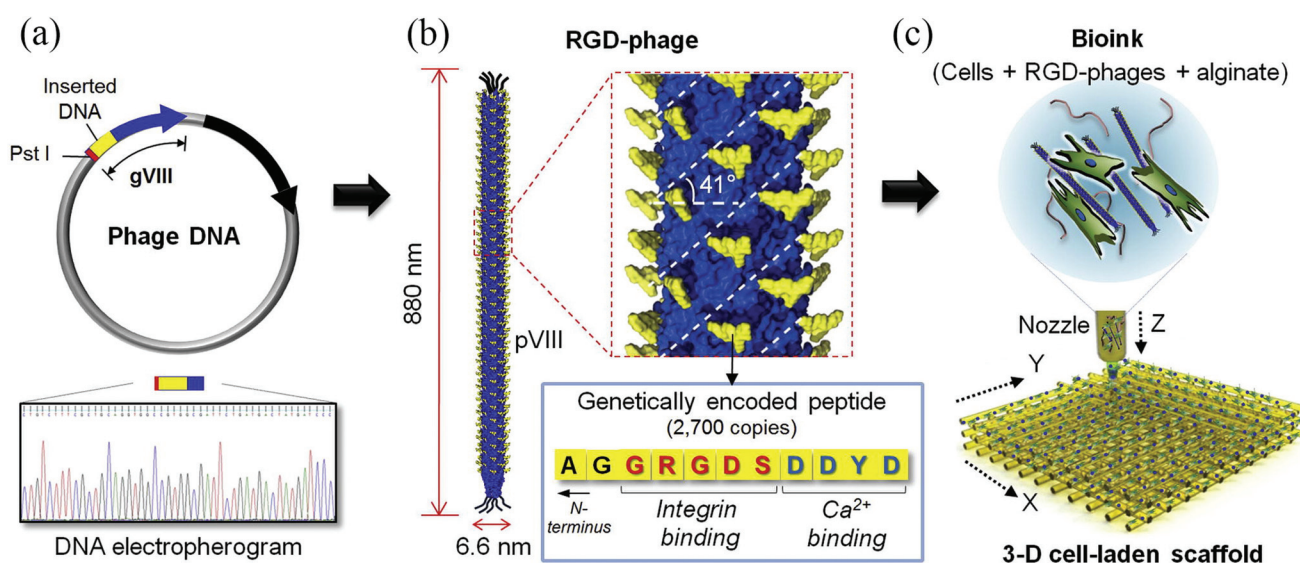 (a)
Inserted
DNA
Pst I
gVIII
Phage DNA
DNA electropherogram
(b)
RGD-phage
880 nm
41°
pVIII
6.6 nm
Genetically encoded peptide
(2,700 copies)
A G G R G D S D D Y D
N-
terminus
Integrin
binding
Ca²⁺
binding
(c)
Bioink
(Cells + RGD-phages + alginate)
Nozzle
Z
Y
X
3-D cell-laden scaffold